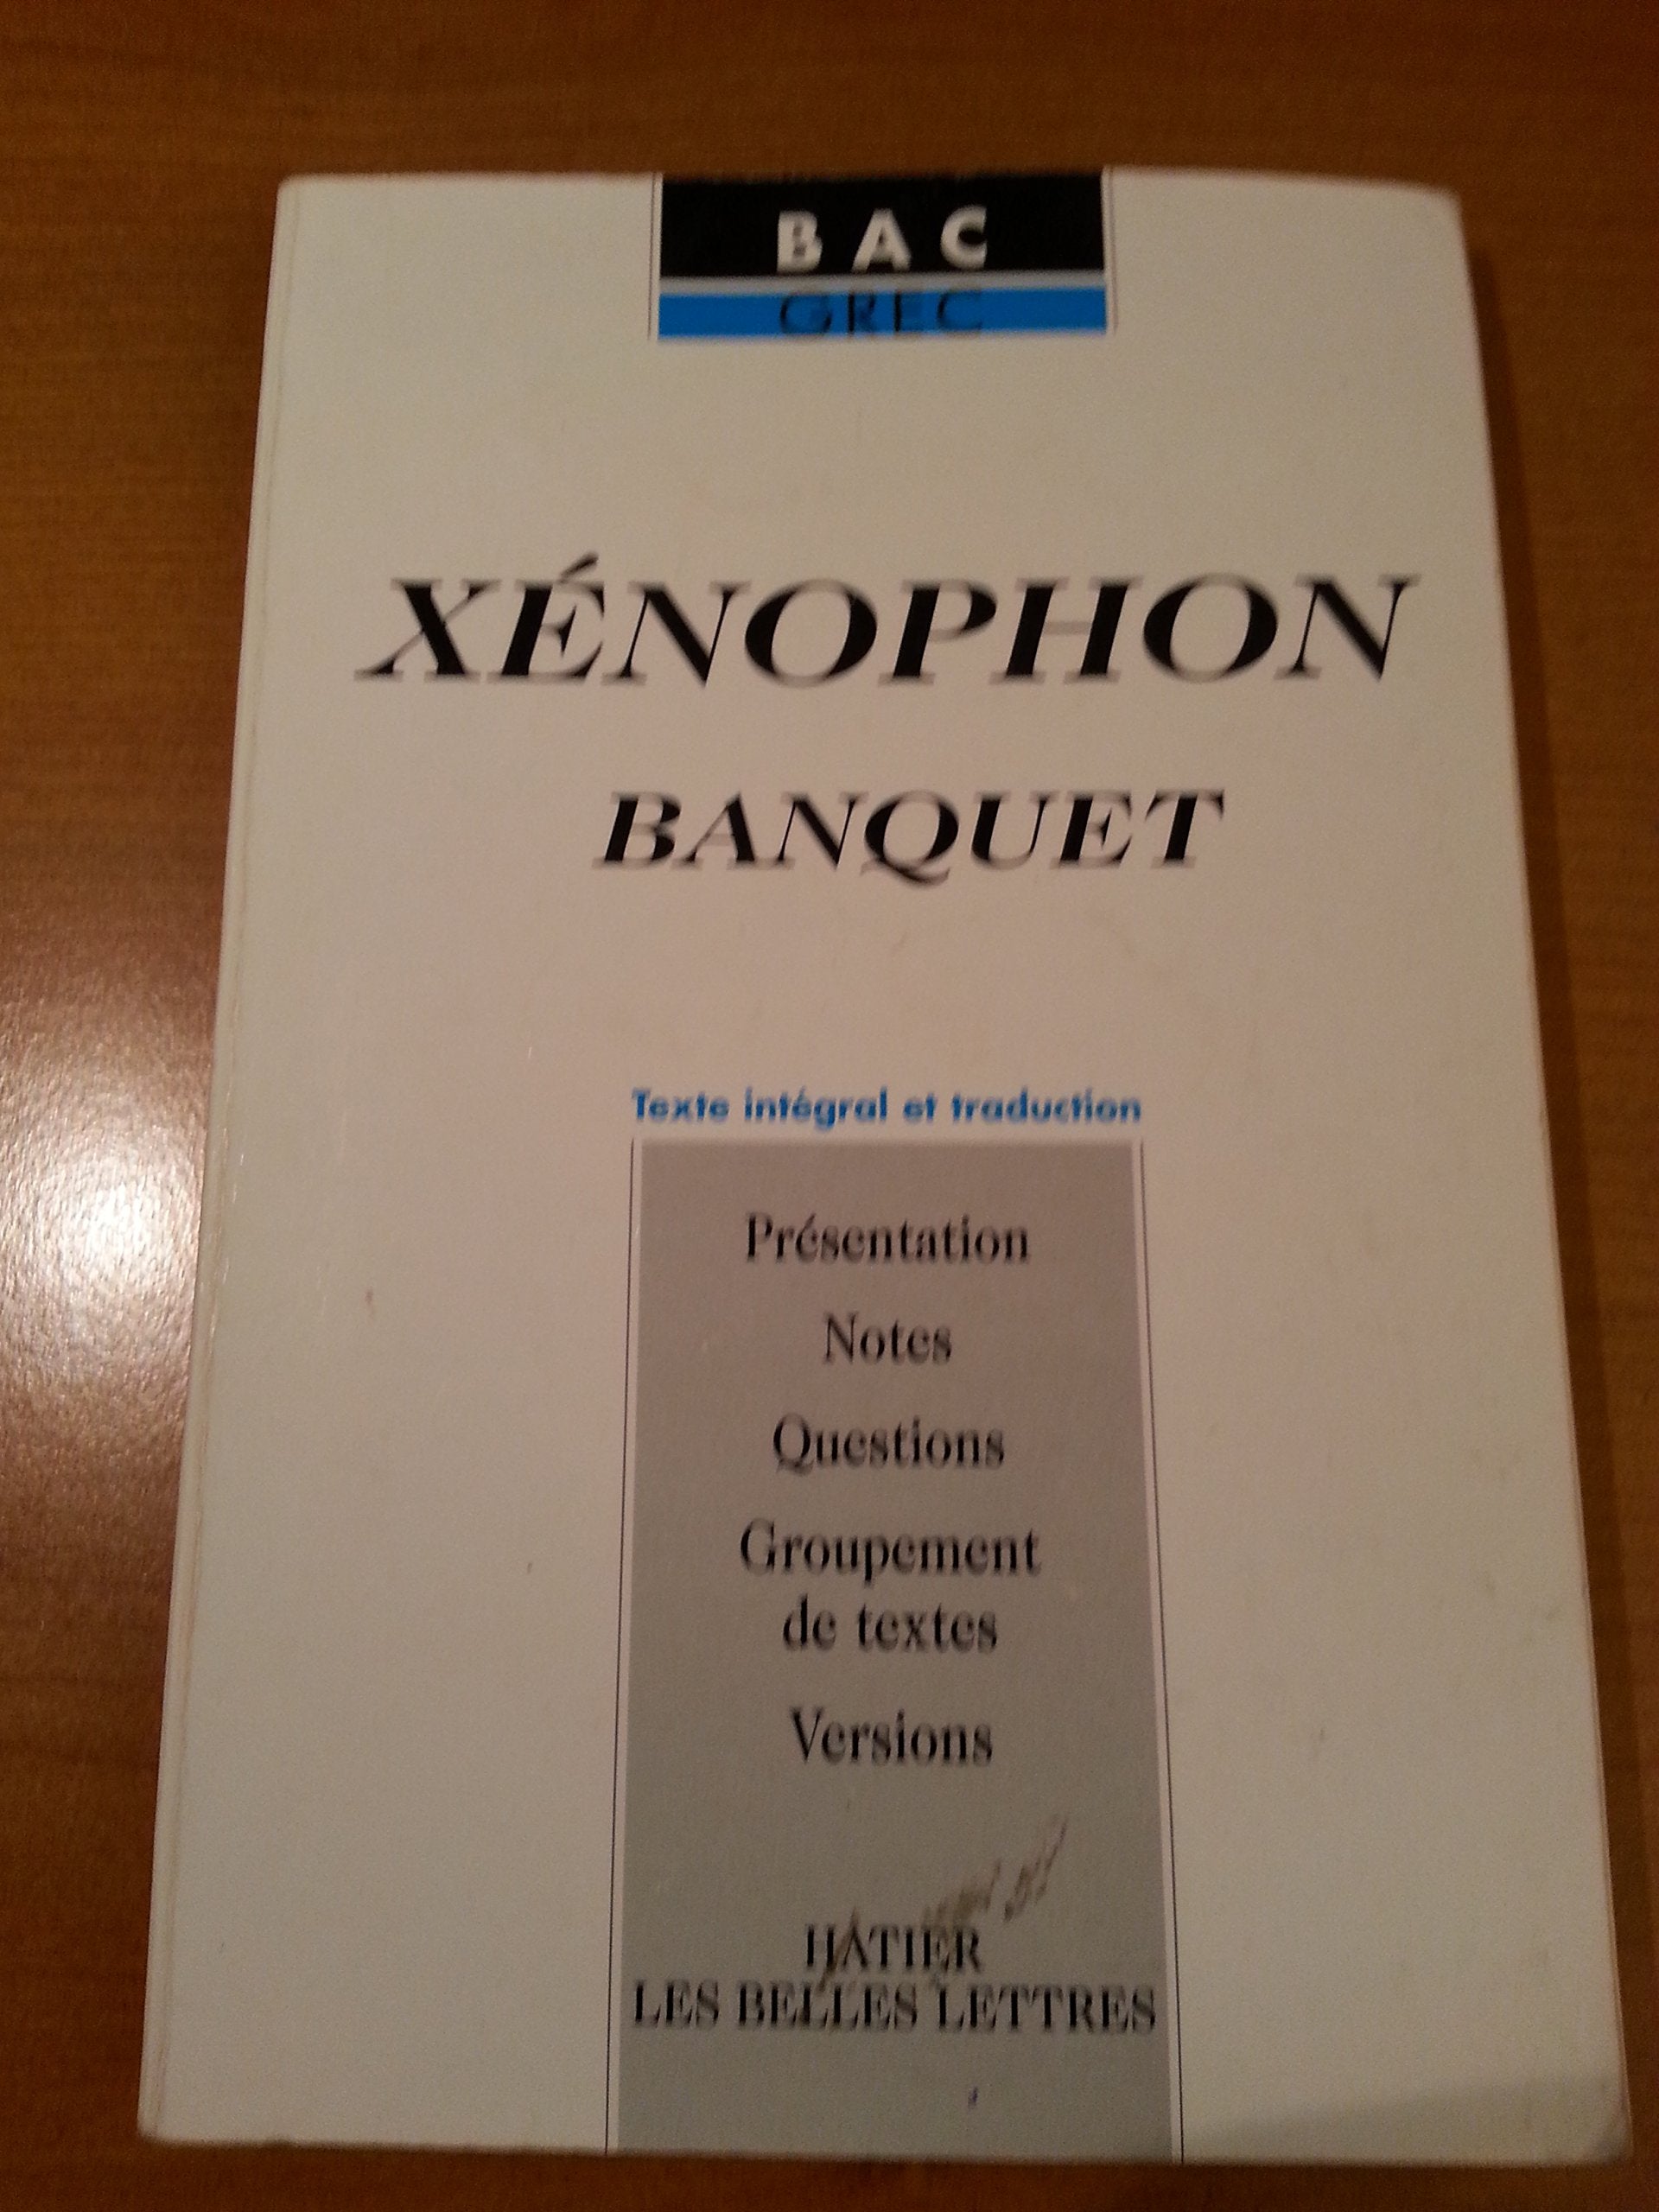 BAC
GREC
XÉNOPHON
BANQUET
Texte intégral et traduction
Présentation
Notes
Questions
Groupement
de textes
Versions
HATIER
LES BELLES LETTRES